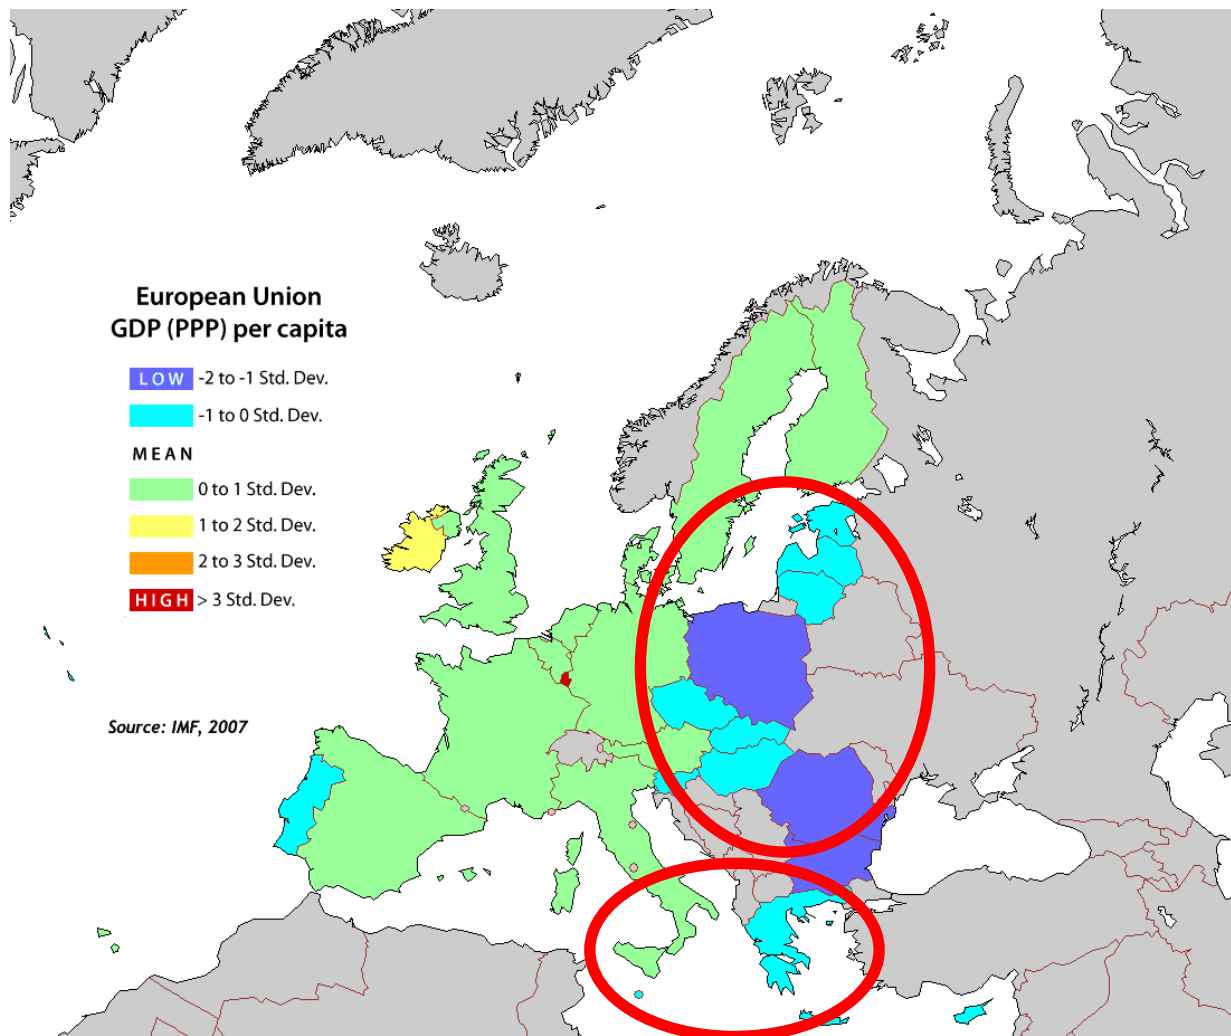 European Union
GDP (PPP) per capita
LOW -2 to -1 Std. Dev.
-1 to 0 Std. Dev.
MEAN
0 to 1 Std. Dev.
1 to 2 Std. Dev.
2 to 3 Std. Dev.
HIGH > 3 Std. Dev.
Source: IMF, 2007